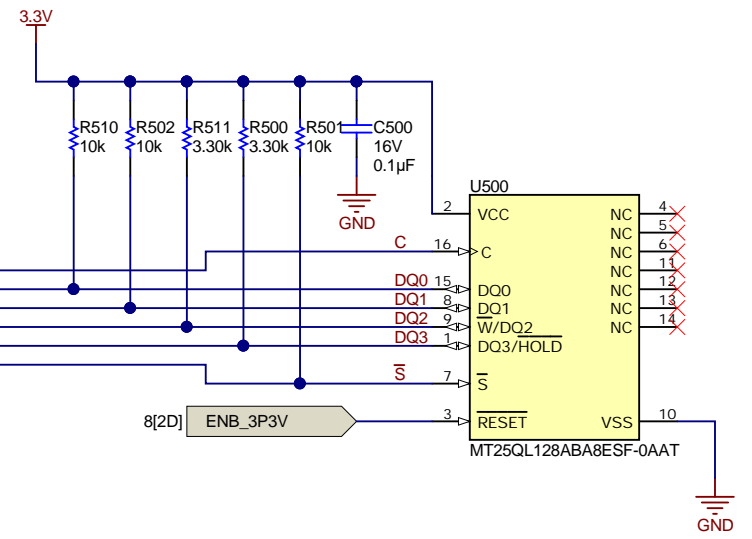 3.3V
R510
10k
R502
10k
R511
3.30k
R500
3.30k
R501
10k
C500
16V
0.1µF
GND
U500
2 VCC
C 16 C
DQ0 15 DQ0
DQ1 8 DQ1
DQ2 9 W/DQ2
DQ3 1 DQ3/HOLD
S 7 S
8[2D] ENB_3P3V 3 RESET
NC 4
NC 5
NC 6
NC 11
NC 12
NC 13
NC 14
VSS 10
MT25QL128ABA8ESF-0AAT
GND